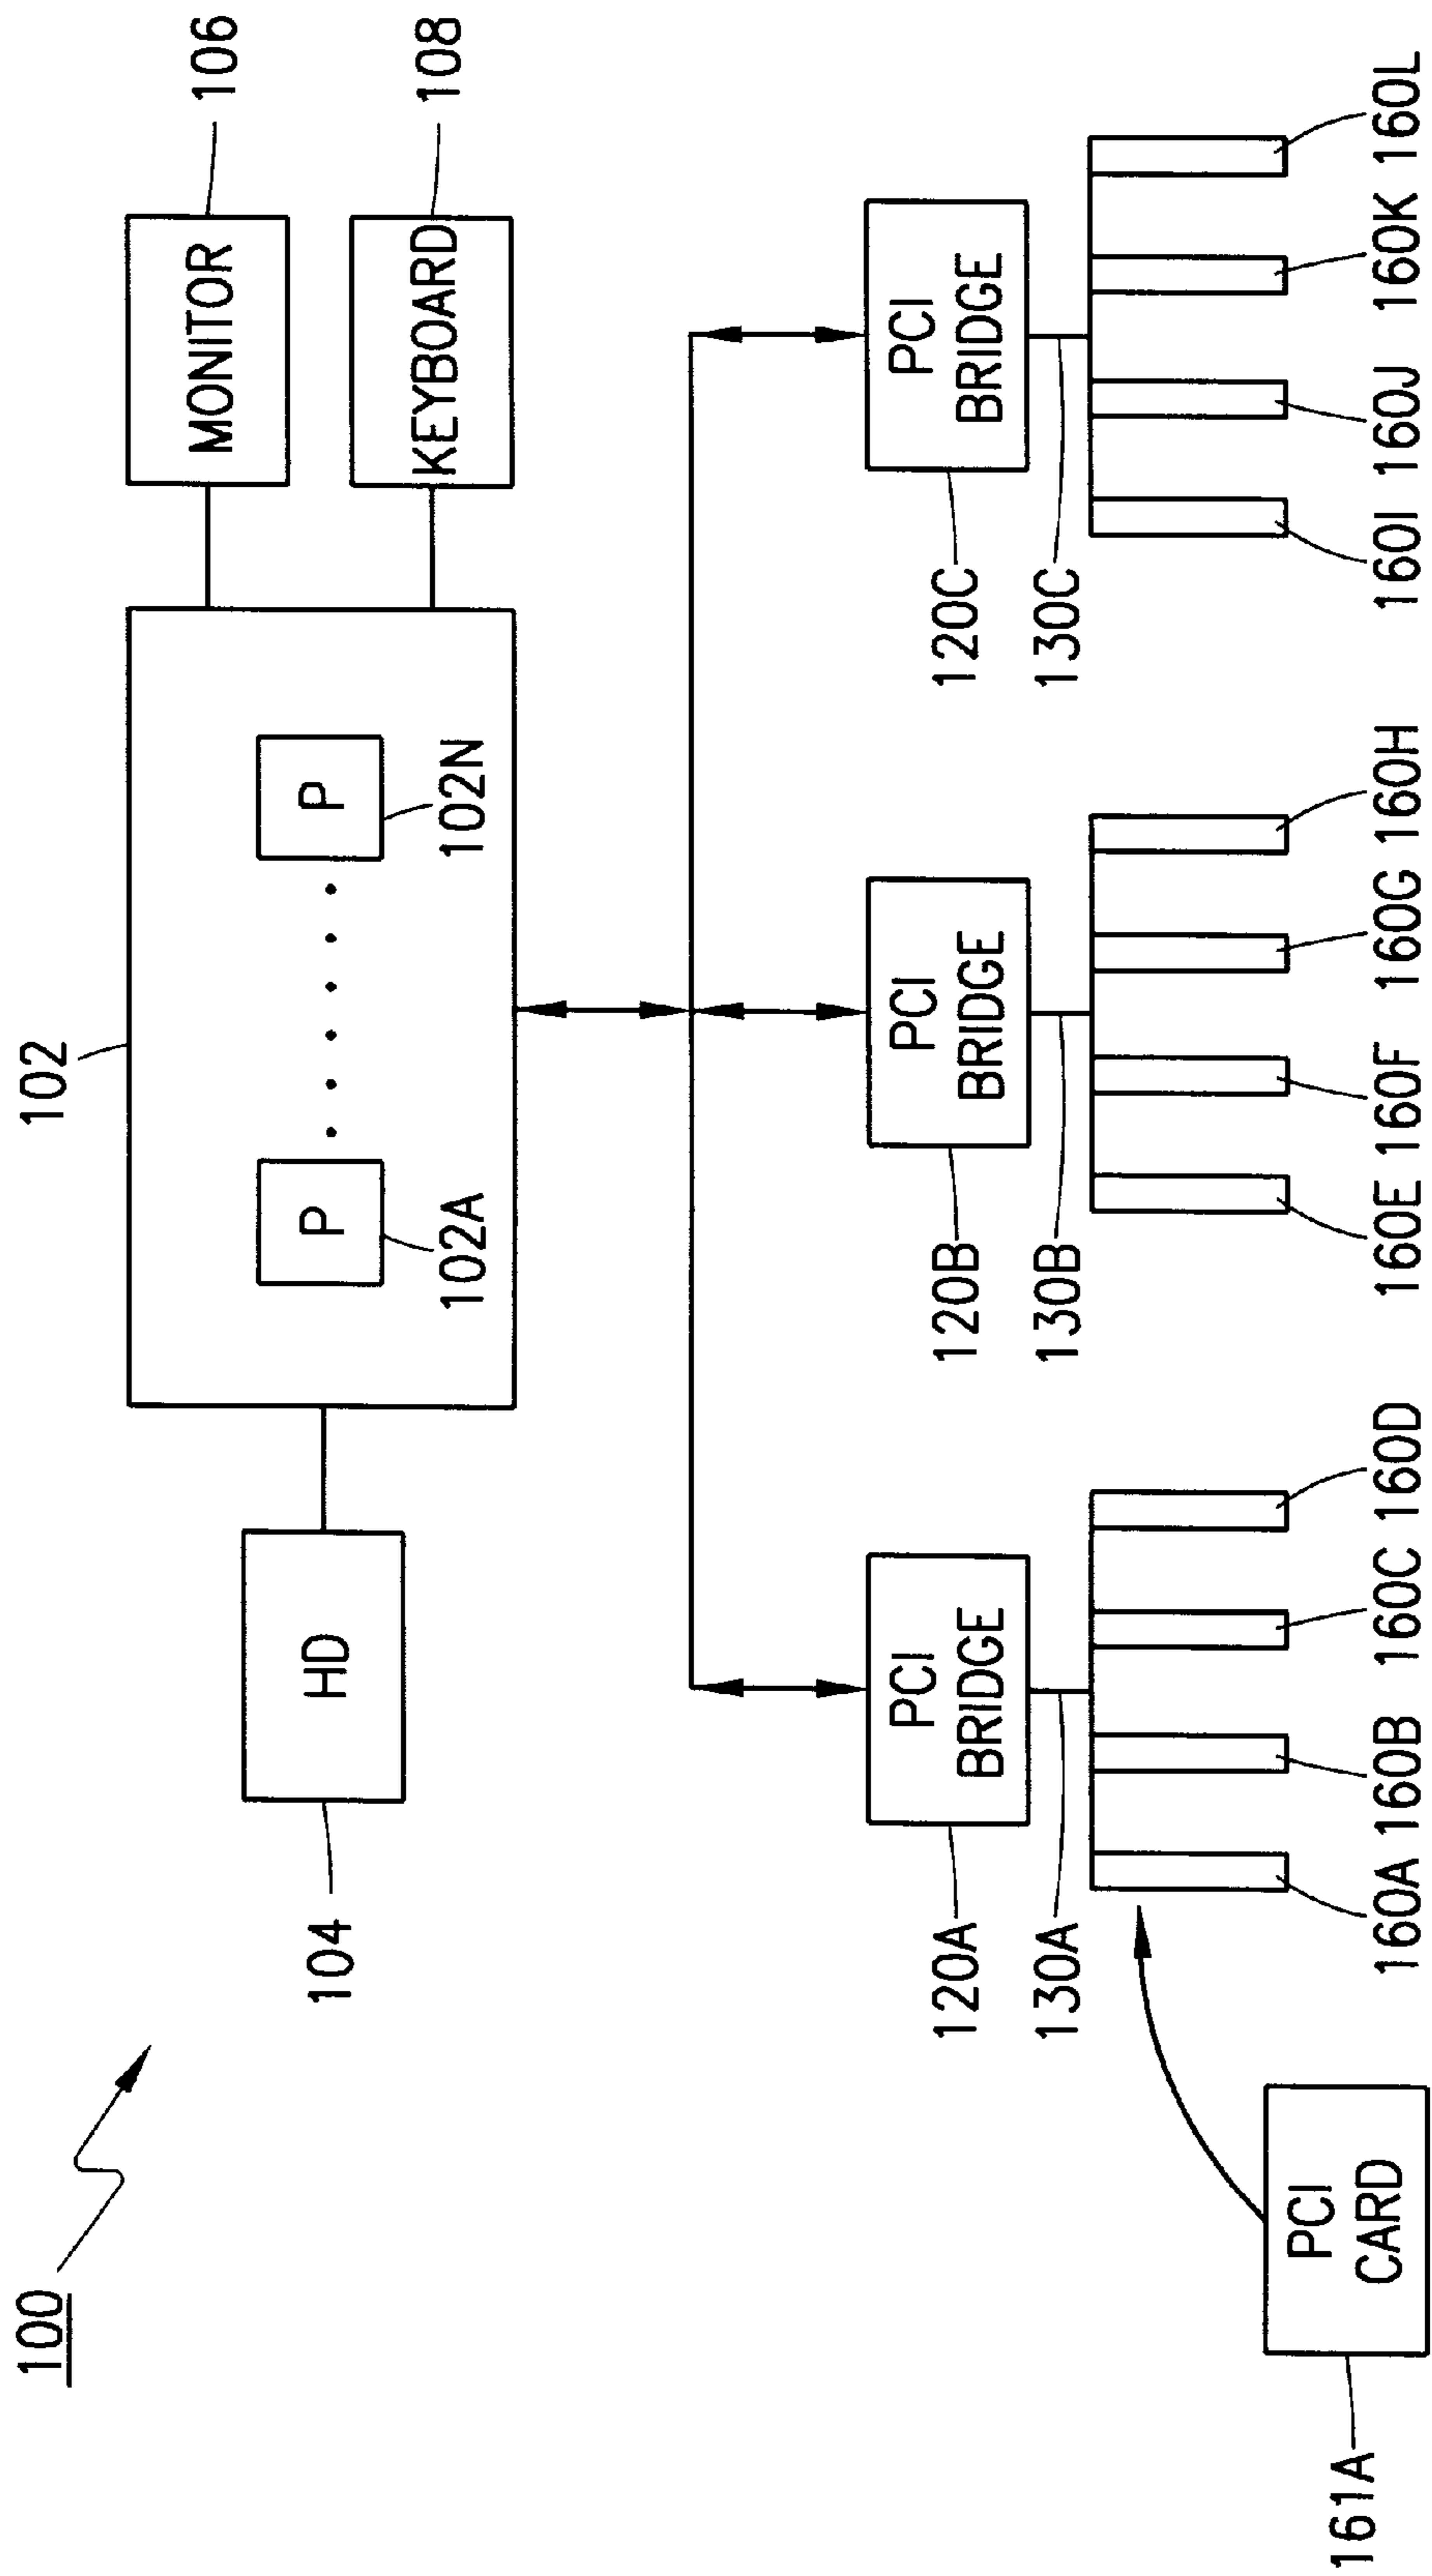 100
102
106
MONITOR
108
KEYBOARD
104
HD
P
P
102A
102N
PCI
BRIDGE
PCI
BRIDGE
PCI
BRIDGE
120A
120B
120C
130A
130B
130C
160A
160B
160C
160D
160E
160F
160G
160H
160I
160J
160K
160L
PCI
CARD
161A